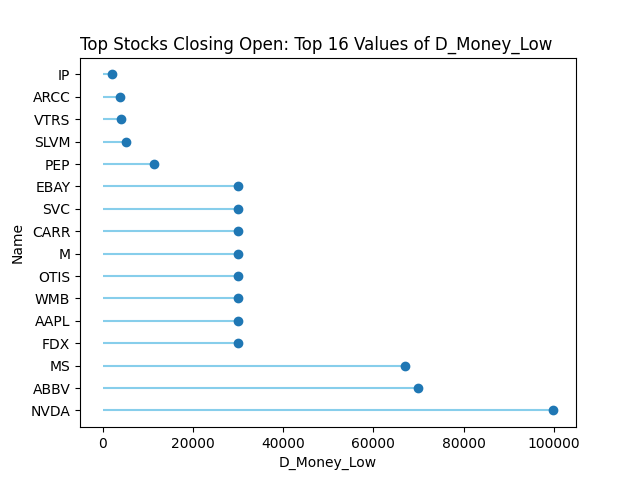 Top Stocks Closing Open: Top 16 Values of D_Money_Low
IP
ARCC
VTRS
SLVM
PEP
EBAY
SVC
CARR
M
OTIS
WMB
AAPL
FDX
MS
ABBV
NVDA
Name
0 20000 40000 60000 80000 100000
D_Money_Low